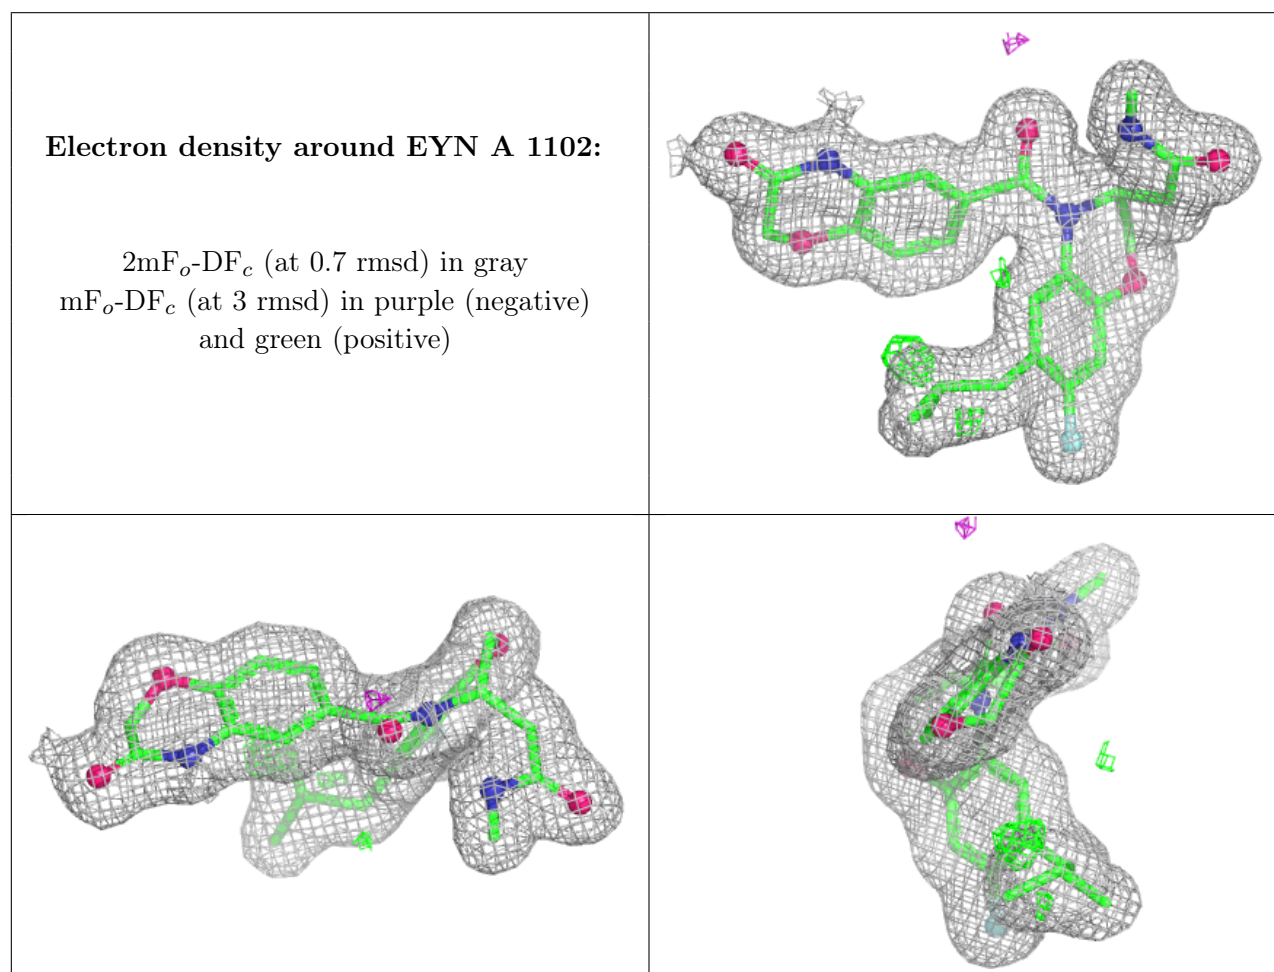 Electron density around EYN A 1102:
2mFo-DFc (at 0.7 rmsd) in gray
mFo-DFc (at 3 rmsd) in purple (negative)
and green (positive)